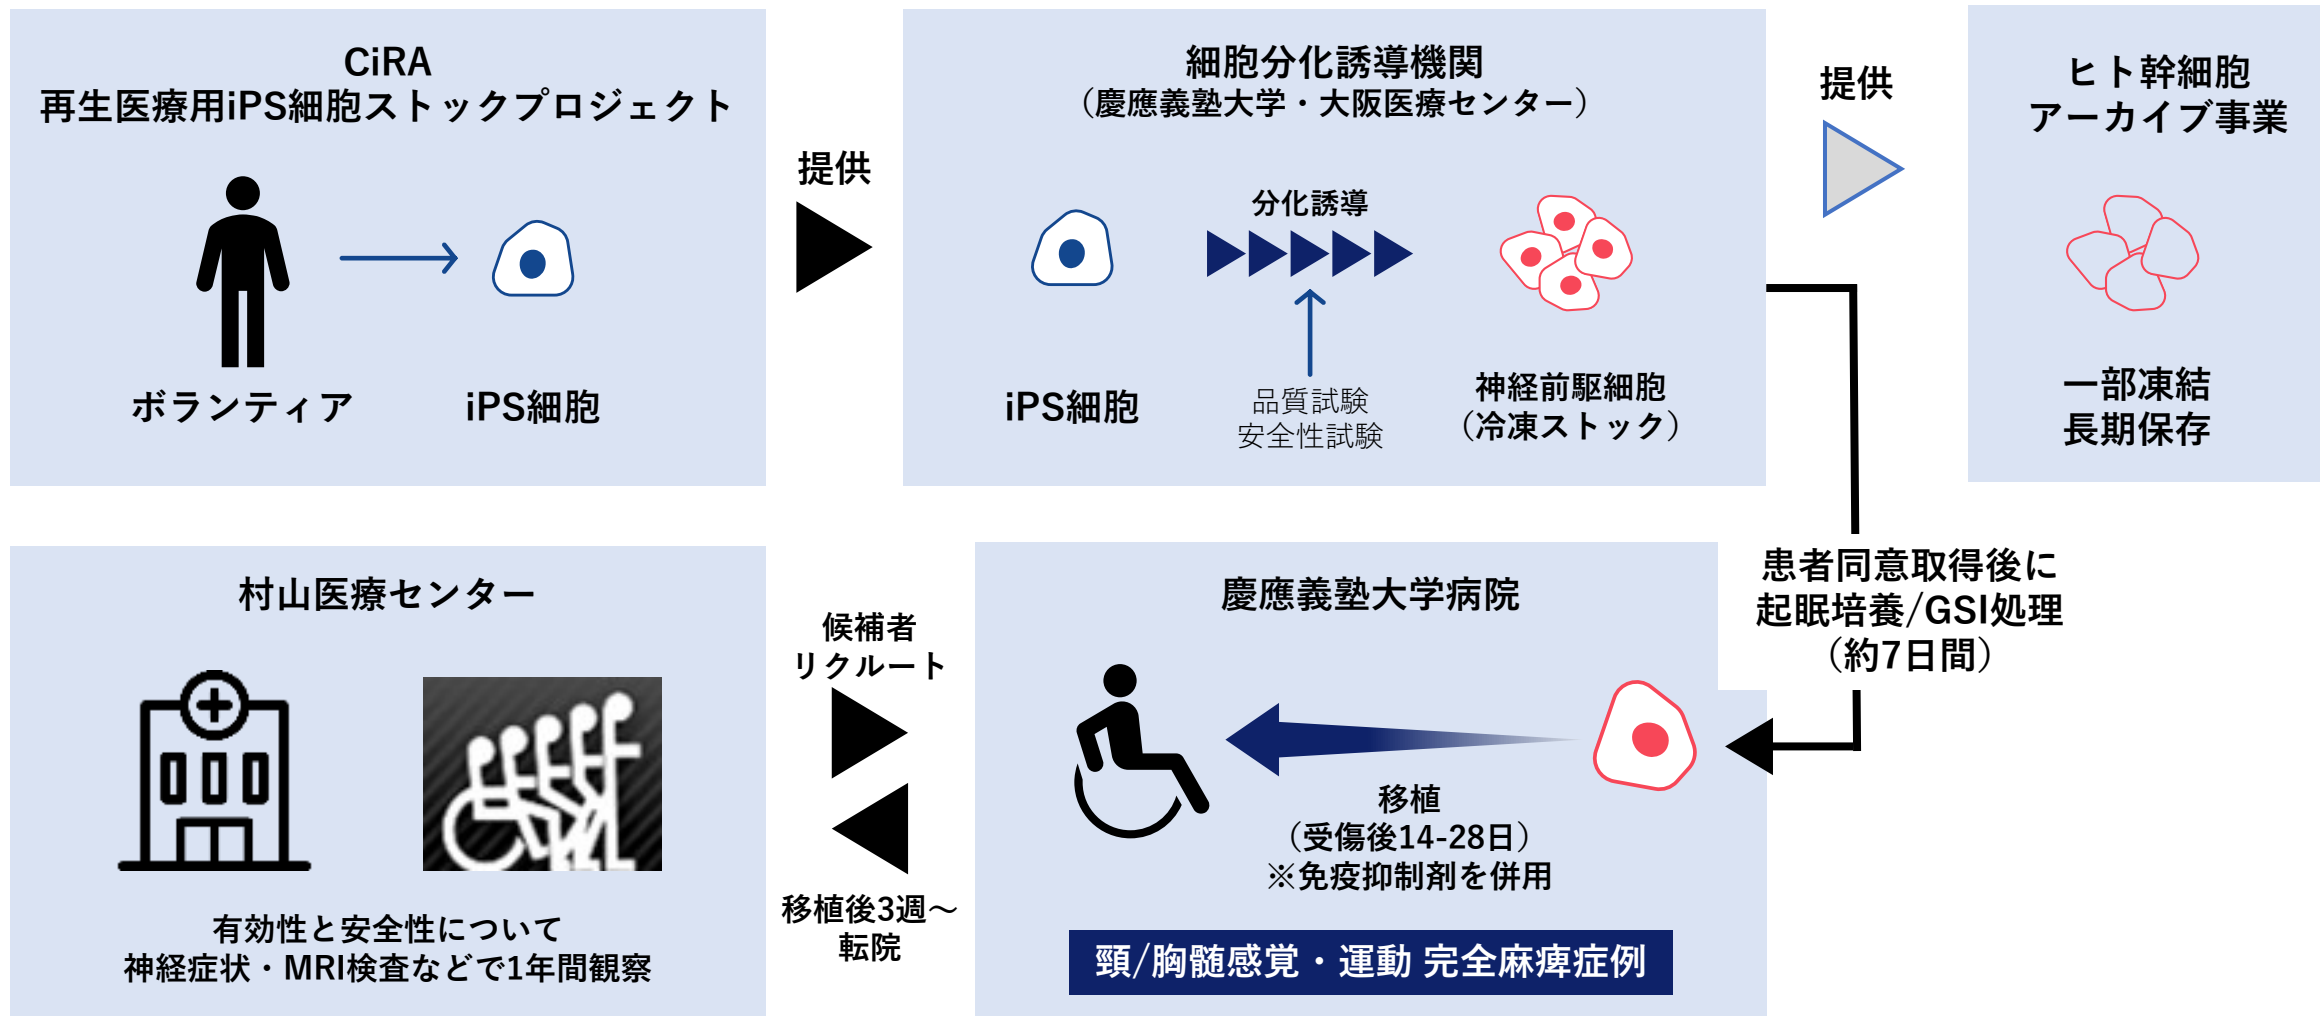 CiRA
再生医療用iPS細胞ストックプロジェクト
ボランティア
iPS細胞
提供
細胞分化誘導機関
（慶應義塾大学・大阪医療センター）
分化誘導
iPS細胞
品質試験
安全性試験
神経前駆細胞
（冷凍ストック）
提供
ヒト幹細胞
アーカイブ事業
一部凍結
長期保存
患者同意取得後に
起眠培養/GSI処理
（約7日間）
村山医療センター
有効性と安全性について
神経症状・MRI検査などで1年間観察
候補者
リクルート
移植後3週～
転院
慶應義塾大学病院
移植
（受傷後14-28日）
※免疫抑制剤を併用
頸/胸髄感覚・運動 完全麻痺症例